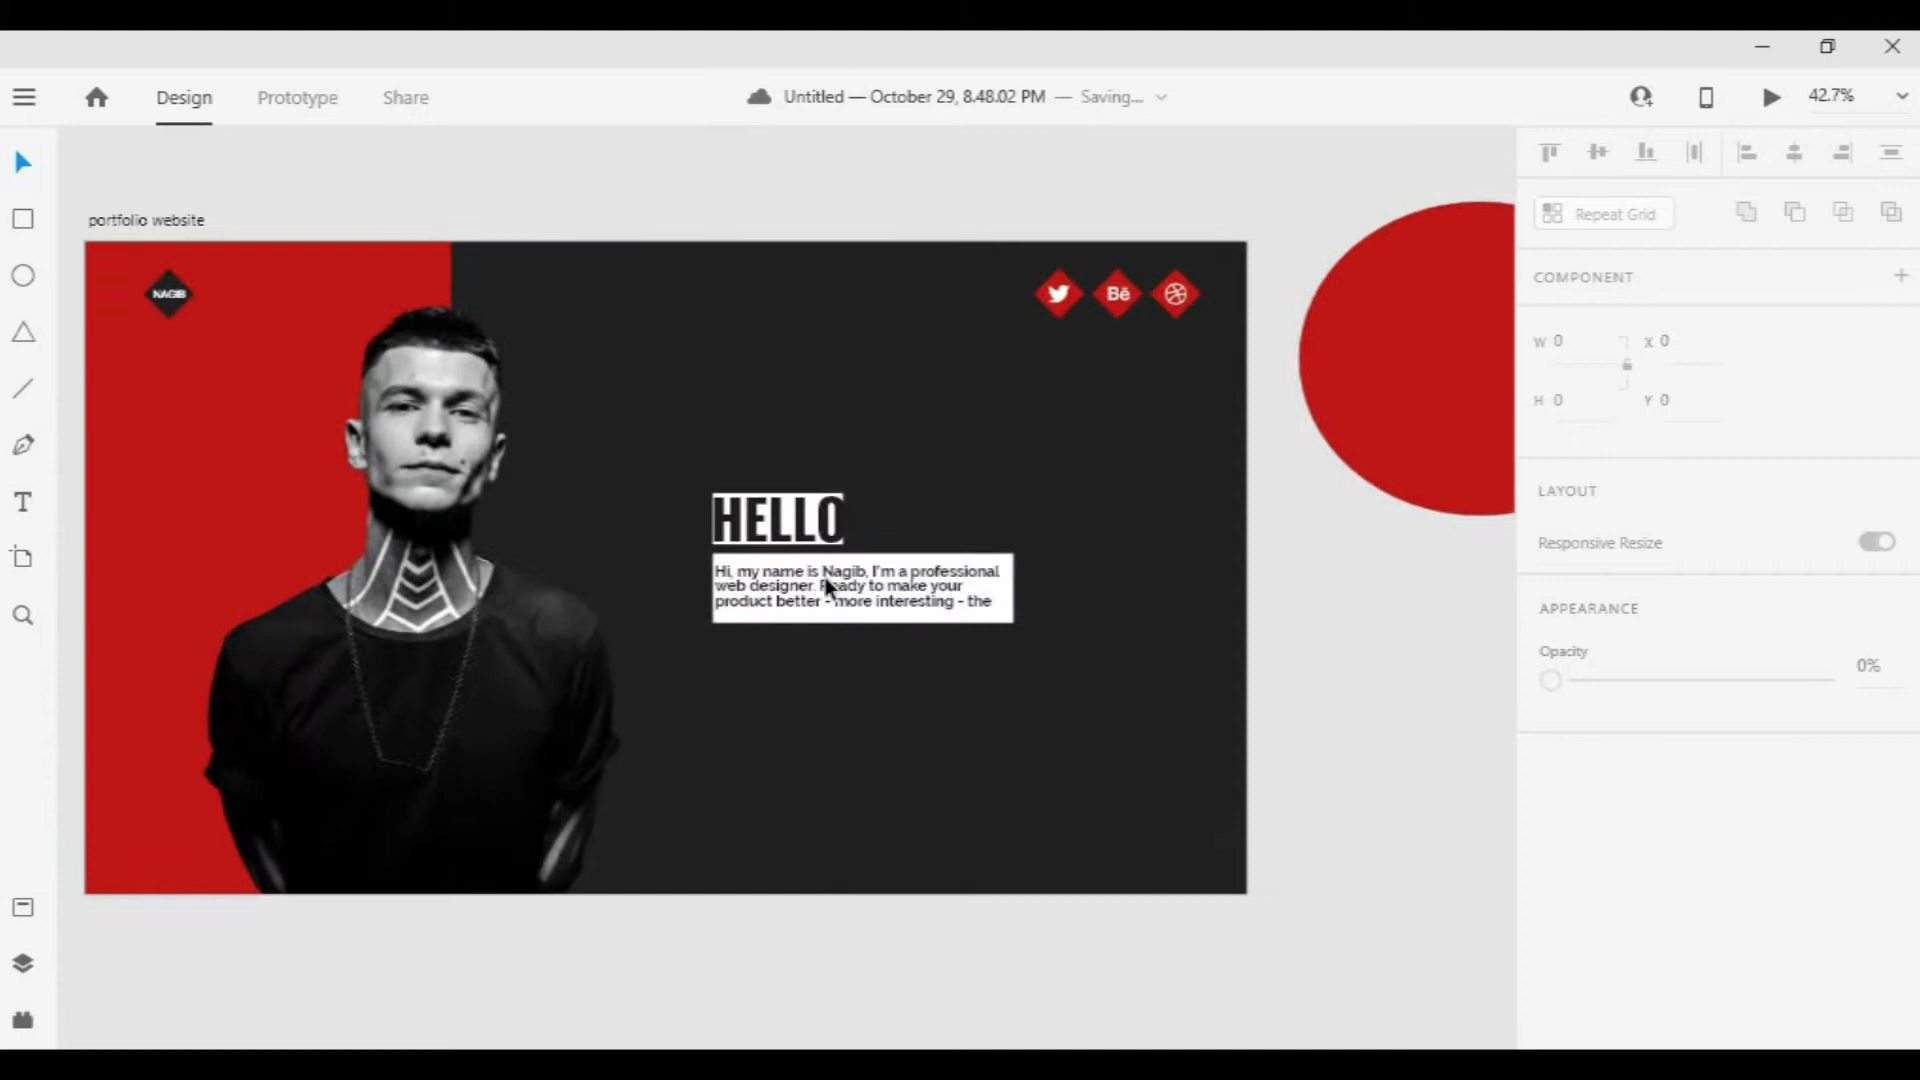 Design
Prototype
Share
Untitled — October 29, 8.48.02 PM — Saving...
42.7%
Repeat Grid
portfolio website
COMPONENT
NAGIB
Bē
W 0
X 0
H 0
Y 0
LAYOUT
HELLO
Responsive Resize
Hi, my name is Nagib, I'm a professional
web designer. Ready to make your
product better - more interesting - the
APPEARANCE
Opacity
0%